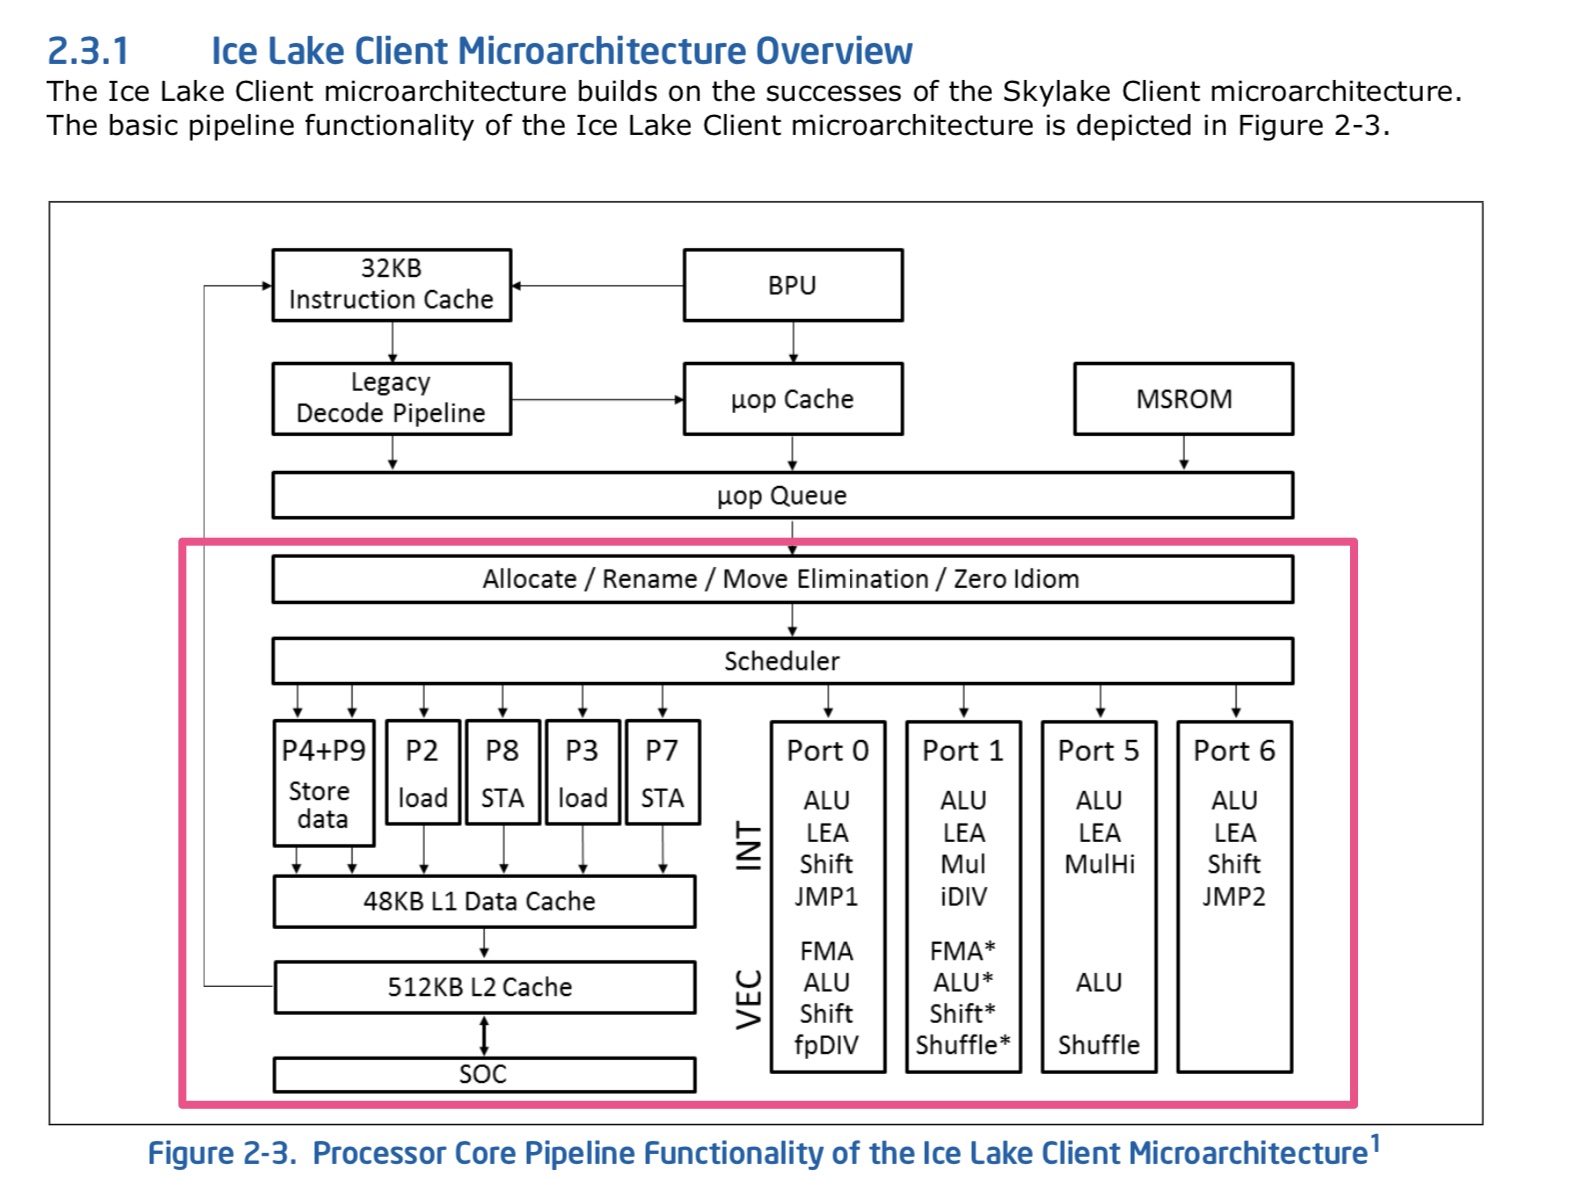 2.3.1 Ice Lake Client Microarchitecture Overview
The Ice Lake Client microarchitecture builds on the successes of the Skylake Client microarchitecture.
The basic pipeline functionality of the Ice Lake Client microarchitecture is depicted in Figure 2-3.
32KB
Instruction Cache
BPU
Legacy
Decode Pipeline
μop Cache
MSROM
μop Queue
Allocate / Rename / Move Elimination / Zero Idiom
Scheduler
P4+P9
Store
data
P2
load
P8
STA
P3
load
P7
STA
48KB L1 Data Cache
512KB L2 Cache
SOC
INT
VEC
Port 0
ALU
LEA
Shift
JMP1
FMA
ALU
Shift
fpDIV
Port 1
ALU
LEA
Mul
iDIV
FMA*
ALU*
Shift*
Shuffle*
Port 5
ALU
LEA
MulHi
ALU
Shuffle
Port 6
ALU
LEA
Shift
JMP2
Figure 2-3. Processor Core Pipeline Functionality of the Ice Lake Client Microarchitecture1